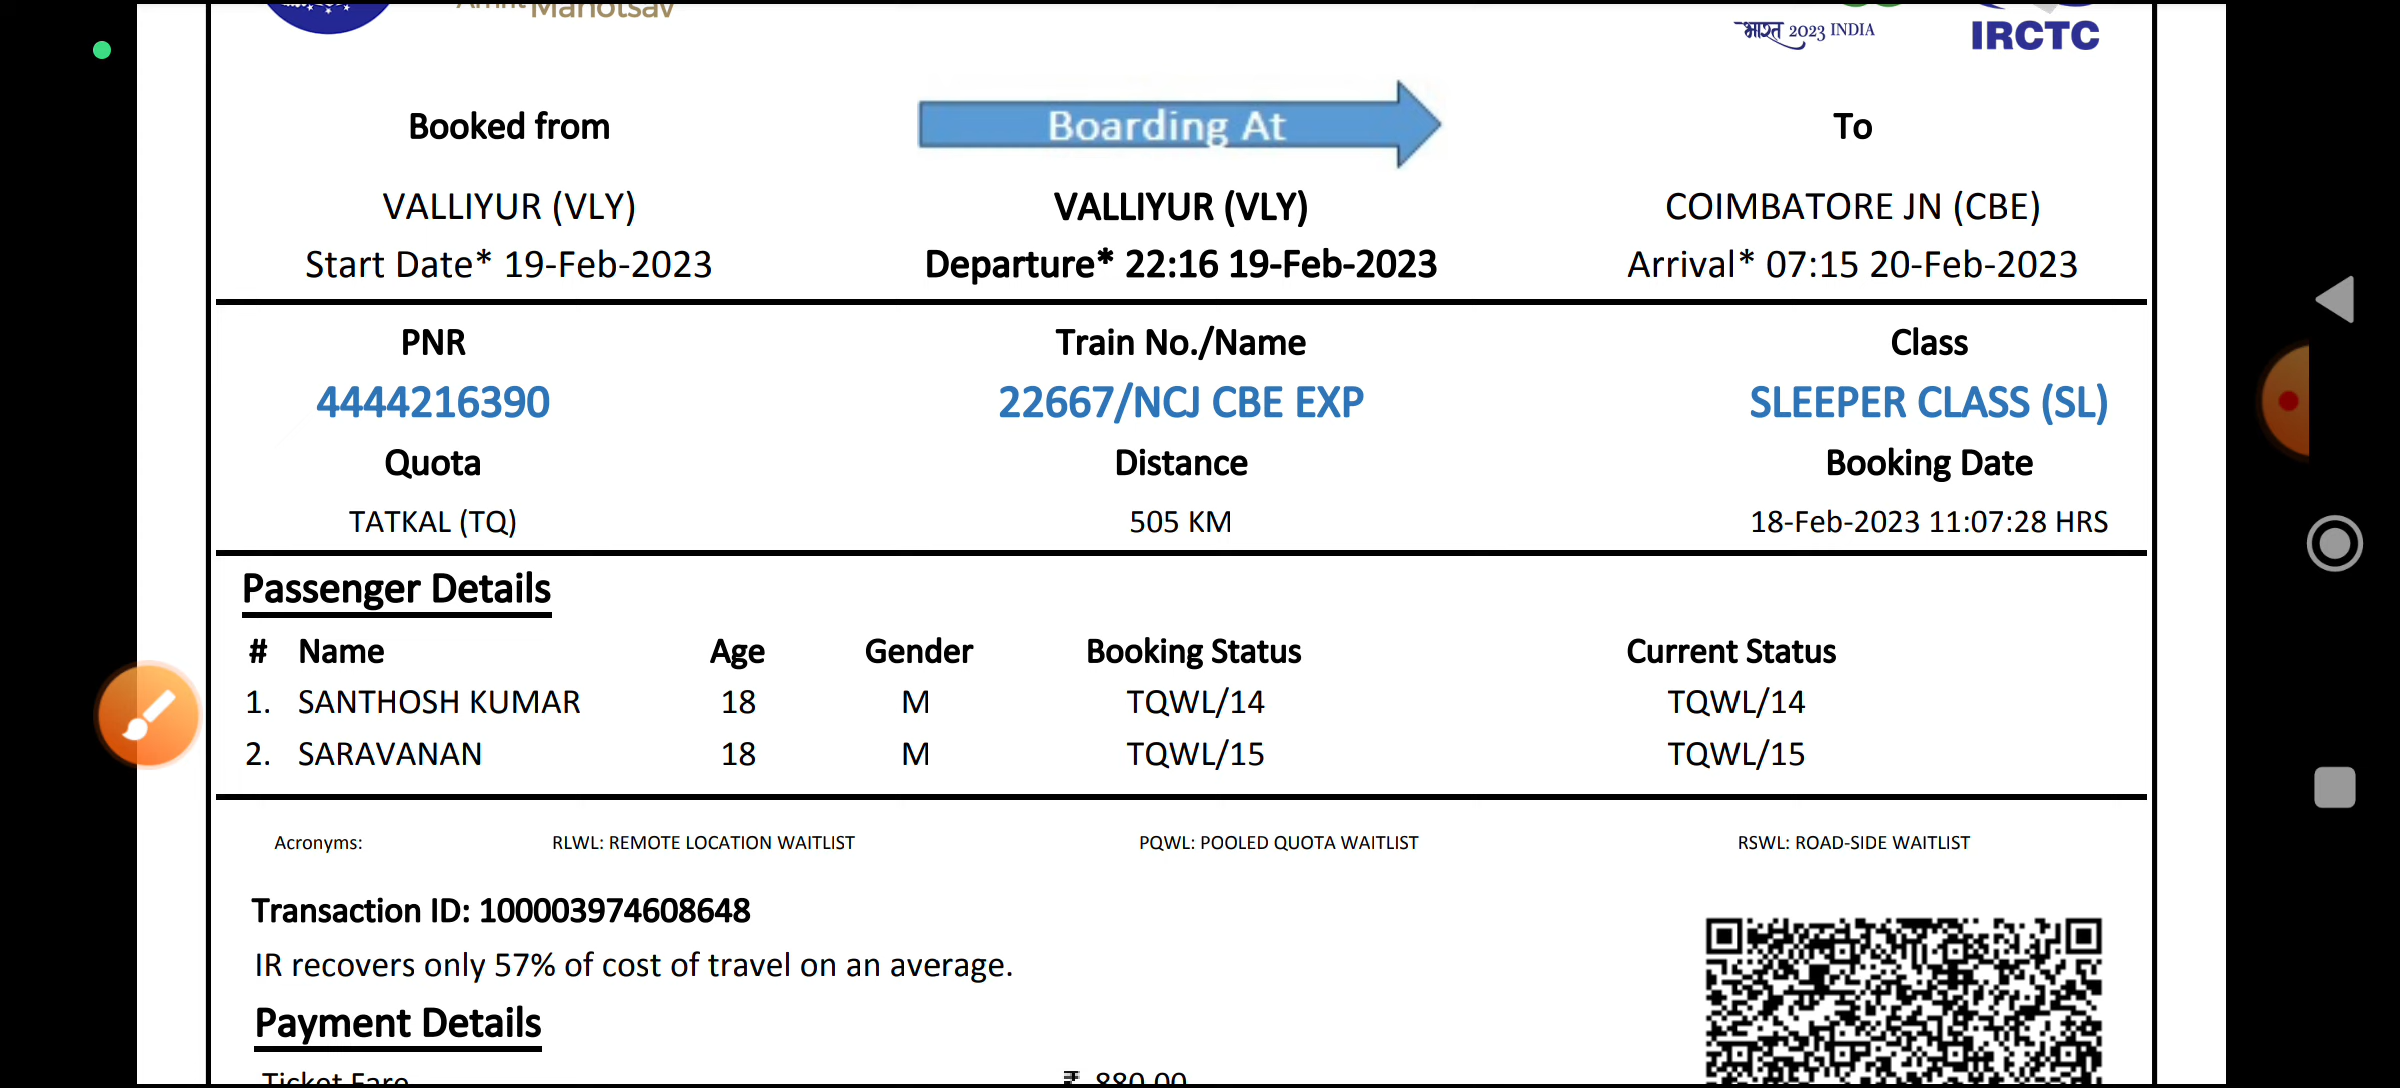 Amrit Mahotsav
भारत 2023 INDIA
IRCTC
Booked from
Boarding At
To
VALLIYUR (VLY)
VALLIYUR (VLY)
COIMBATORE JN (CBE)
Start Date* 19-Feb-2023
Departure* 22:16 19-Feb-2023
Arrival* 07:15 20-Feb-2023
PNR
Train No./Name
Class
4444216390
22667/NCJ CBE EXP
SLEEPER CLASS (SL)
Quota
Distance
Booking Date
TATKAL (TQ)
505 KM
18-Feb-2023 11:07:28 HRS
Passenger Details
# Name Age Gender Booking Status Current Status
1. SANTHOSH KUMAR 18 M TQWL/14 TQWL/14
2. SARAVANAN 18 M TQWL/15 TQWL/15
Acronyms: RLWL: REMOTE LOCATION WAITLIST PQWL: POOLED QUOTA WAITLIST RSWL: ROAD-SIDE WAITLIST
Transaction ID: 100003974608648
IR recovers only 57% of cost of travel on an average.
Payment Details
Ticket Fare ₹ 880.00